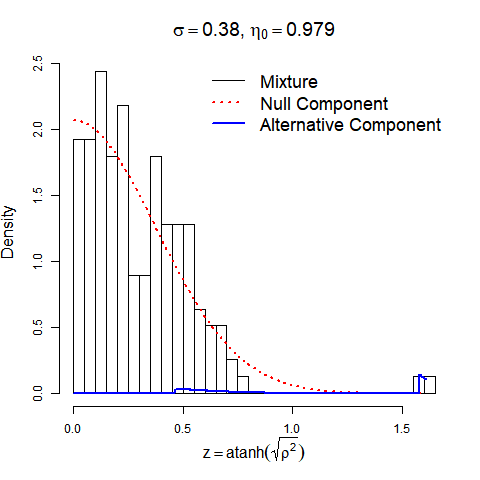 σ = 0.38, η₀ = 0.979
Mixture
Null Component
Alternative Component
Density
0.0 0.5 1.0 1.5 2.0 2.5
0.0 0.5 1.0 1.5
z = atanh(√ρ²)